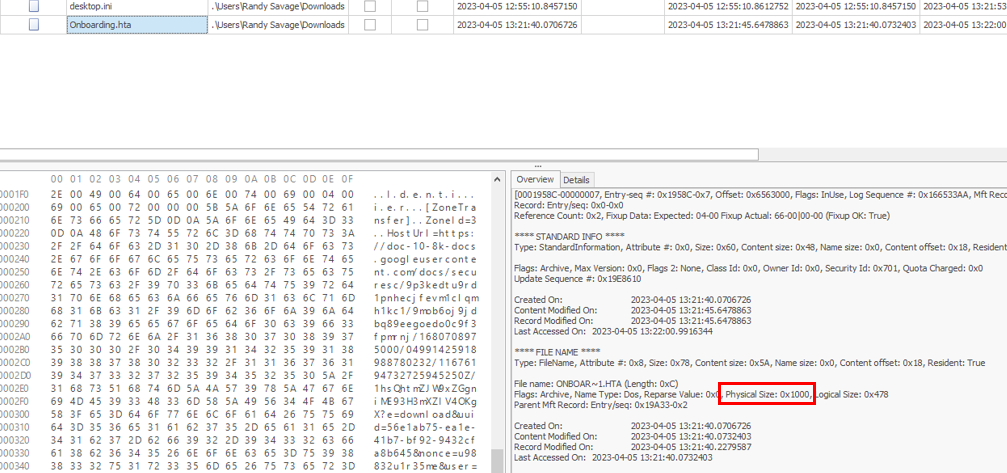 desktop.ini .\Users\Randy Savage\Downloads 2023-04-05 12:55:10.8457150 2023-04-05 12:55:10.8612752 2023-04-05 12:55:10.8457150 2023-04-05 13:21:53
Onboarding.hta .\Users\Randy Savage\Downloads 2023-04-05 13:21:40.0706726 2023-04-05 13:21:45.6478863 2023-04-05 13:21:40.0732403 2023-04-05 13:22:00
...
00 01 02 03 04 05 06 07 08 09 0A 0B 0C 0D 0E 0F
00001F0 2E 00 49 00 64 00 65 00 6E 00 74 00 69 00 04 00 ..I.d.e.n.t.i...
0000200 69 00 65 00 72 00 00 00 5B 5A 6F 6E 65 54 72 61 i.e.r...[ZoneTra
0000210 6E 73 66 65 72 5D 0D 0A 5A 6F 6E 65 49 64 3D 33 nsfer]..ZoneId=3
0000220 0D 0A 48 6F 73 74 55 72 6C 3D 68 74 74 70 73 3A ..HostUrl=https:
0000230 2F 2F 64 6F 63 2D 31 30 2D 38 6B 2D 64 6F 63 73 //doc-10-8k-docs
0000240 2E 67 6F 6F 67 6C 65 75 73 65 72 63 6F 6E 74 65 .googleuserconte
0000250 6E 74 2E 63 6F 6D 2F 64 6F 63 73 2F 73 65 63 75 nt.com/docs/secu
0000260 72 65 73 63 2F 39 70 33 6B 65 64 74 75 39 72 64 resc/9p3kedtu9rd
0000270 31 70 6E 68 65 63 6A 66 65 76 6D 31 63 6C 71 6D 1pnhecjfevm1clqm
0000280 68 31 6B 63 31 2F 39 6D 6F 62 36 6F 6A 39 6A 64 h1kc1/9mob6oj9jd
0000290 62 71 38 39 65 65 67 6F 65 64 6F 30 63 39 66 33 bq89eegoedo0c9f3
00002A0 66 70 6D 72 6E 6A 2F 31 36 38 30 37 30 38 39 37 fpmrnj/168070897
00002B0 35 30 30 30 2F 30 34 39 39 31 34 32 35 39 31 38 5000/04991425918
00002C0 39 38 38 37 38 30 32 33 32 2F 31 31 36 37 36 31 988780232/116761
00002D0 39 34 37 33 32 37 32 35 39 34 35 32 35 30 5A 2F 94732725945250Z/
00002E0 31 68 73 51 68 74 6D 5A 4A 57 39 78 5A 47 67 6E 1hsQhtmZJW9xZGgn
00002F0 69 4D 45 39 33 48 33 6D 58 5A 49 56 34 4F 4B 67 iME93H3mXZIV4OKg
0000300 58 3F 65 3D 64 6F 77 6E 6C 6F 61 64 26 75 75 69 X?e=download&uui
0000310 64 3D 35 36 65 31 61 62 37 35 2D 65 61 31 65 2D d=56e1ab75-ea1e-
0000320 34 31 62 37 2D 62 66 39 32 2D 39 34 33 32 63 66 41b7-bf92-9432cf
0000330 61 38 62 36 34 35 26 6E 6F 6E 63 65 3D 75 39 38 a8b645&nonce=u98
0000340 38 33 32 75 31 72 33 35 6D 65 26 75 73 65 72 3D 832u1r35me&user=
Overview Details
[0001958C-00000007, Entry-seq #: 0x1958C-0x7, Offset: 0x6563000, Flags: InUse, Log Sequence #: 0x166533AA, Mft Reco
Record: Entry/seq: 0x0-0x0
Reference Count: 0x2, Fixup Data: Expected: 04-00 Fixup Actual: 66-00|00-00 (Fixup OK: True)
**** STANDARD INFO ****
Type: StandardInformation, Attribute #: 0x0, Size: 0x60, Content size: 0x48, Name size: 0x0, Content offset: 0x18, Resident:
Flags: Archive, Max Version: 0x0, Flags 2: None, Class Id: 0x0, Owner Id: 0x0, Security Id: 0x701, Quota Charged: 0x0
Update Sequence #: 0x19E8610
Created On: 2023-04-05 13:21:40.0706726
Content Modified On: 2023-04-05 13:21:45.6478863
Record Modified On: 2023-04-05 13:21:45.6478863
Last Accessed On: 2023-04-05 13:22:00.9916344
**** FILE NAME ****
Type: FileName, Attribute #: 0x8, Size: 0x78, Content size: 0x5A, Name size: 0x0, Content offset: 0x18, Resident: True
File name: ONBOAR~1.HTA (Length: 0xC)
Flags: Archive, Name Type: Dos, Reparse Value: 0x0, Physical Size: 0x1000, Logical Size: 0x478
Parent Mft Record: Entry/seq: 0x19A33-0x2
Created On: 2023-04-05 13:21:40.0706726
Content Modified On: 2023-04-05 13:21:40.0732403
Record Modified On: 2023-04-05 13:21:40.2279587
Last Accessed On: 2023-04-05 13:21:40.0732403